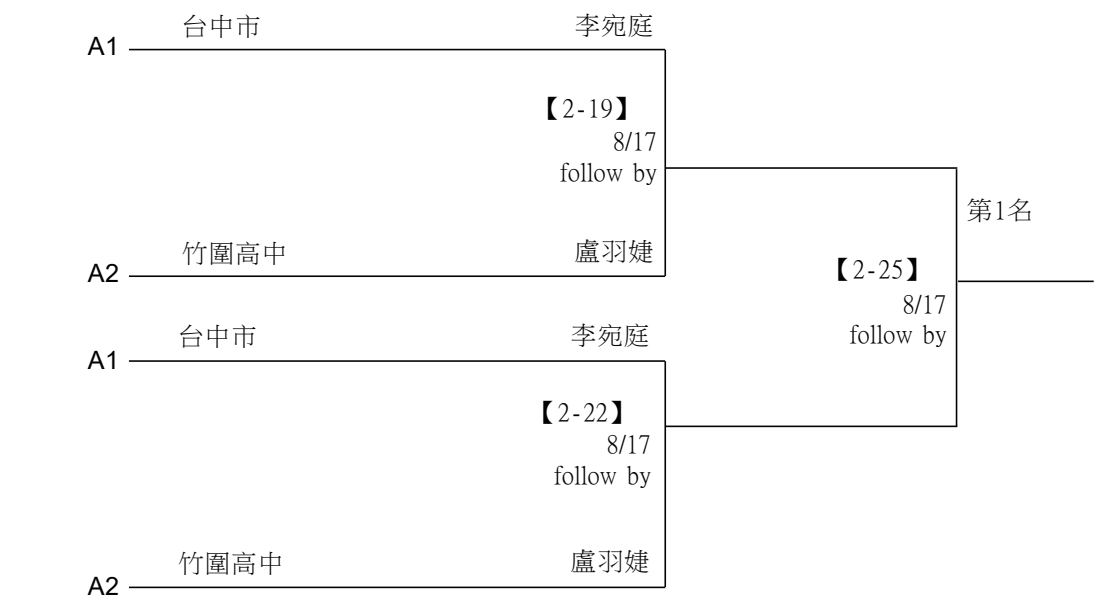 台中市 李宛庭
A1
【2-19】
8/17
follow by
第1名
竹圍高中 盧羽婕
A2
【2-25】
8/17
follow by
台中市 李宛庭
A1
【2-22】
8/17
follow by
竹圍高中 盧羽婕
A2